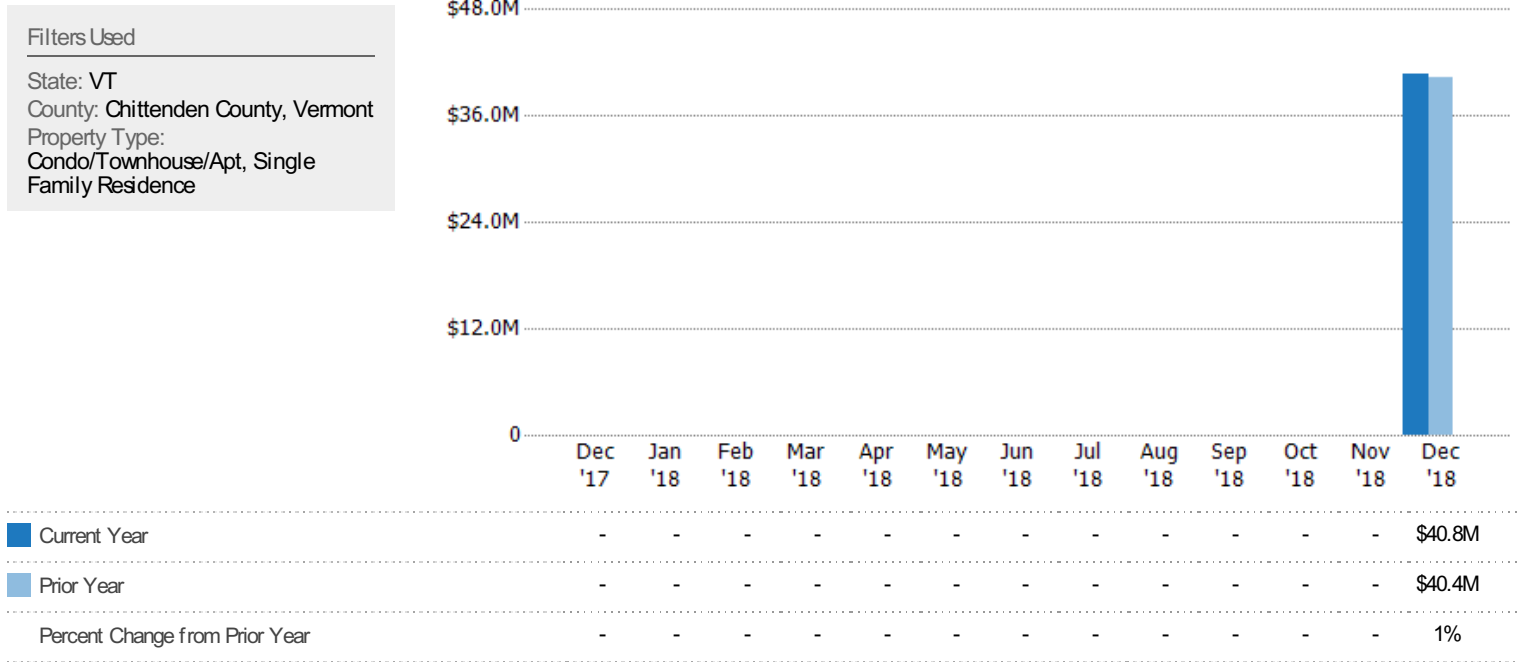 Filters Used
State: VT
County: Chittenden County, Vermont
Property Type:
Condo/Townhouse/Apt, Single
Family Residence
$48.0M
$36.0M
$24.0M
$12.0M
0
Dec Jan Feb Mar Apr May Jun Jul Aug Sep Oct Nov Dec
'17 '18 '18 '18 '18 '18 '18 '18 '18 '18 '18 '18 '18
Current Year - - - - - - - - - - - - $40.8M
Prior Year - - - - - - - - - - - - $40.4M
Percent Change from Prior Year - - - - - - - - - - - - 1%